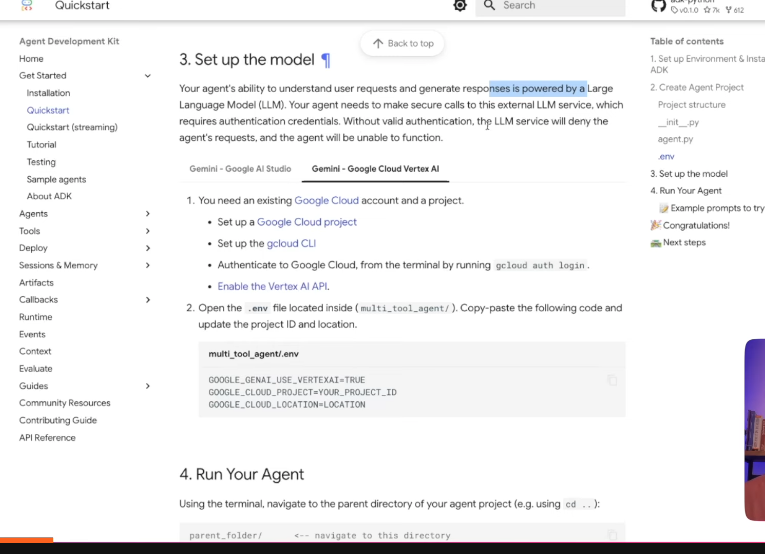 Quickstart
Search
adk-python
v0.1.0 7k 612
Agent Development Kit
Home
Get Started
Installation
Quickstart
Quickstart (streaming)
Tutorial
Testing
Sample agents
About ADK
Agents
Tools
Deploy
Sessions & Memory
Artifacts
Callbacks
Runtime
Events
Context
Evaluate
Guides
Community Resources
Contributing Guide
API Reference
Back to top
3. Set up the model ¶
Your agent's ability to understand user requests and generate responses is powered by a Large
Language Model (LLM). Your agent needs to make secure calls to this external LLM service, which
requires authentication credentials. Without valid authentication, the LLM service will deny the
agent's requests, and the agent will be unable to function.
Gemini - Google AI Studio
Gemini - Google Cloud Vertex AI
1. You need an existing Google Cloud account and a project.
• Set up a Google Cloud project
• Set up the gcloud CLI
• Authenticate to Google Cloud, from the terminal by running gcloud auth login.
• Enable the Vertex AI API.
2. Open the .env file located inside (multi_tool_agent/). Copy-paste the following code and
update the project ID and location.
multi_tool_agent/.env
GOOGLE_GENAI_USE_VERTEXAI=TRUE
GOOGLE_CLOUD_PROJECT=YOUR_PROJECT_ID
GOOGLE_CLOUD_LOCATION=LOCATION
4. Run Your Agent
Using the terminal, navigate to the parent directory of your agent project (e.g. using cd ..):
parent_folder/ <-- navigate to this directory
Table of contents
1. Set up Environment & Insta
ADK
2. Create Agent Project
Project structure
__init__.py
agent.py
.env
3. Set up the model
4. Run Your Agent
📝 Example prompts to try
🎉 Congratulations!
🛣️ Next steps